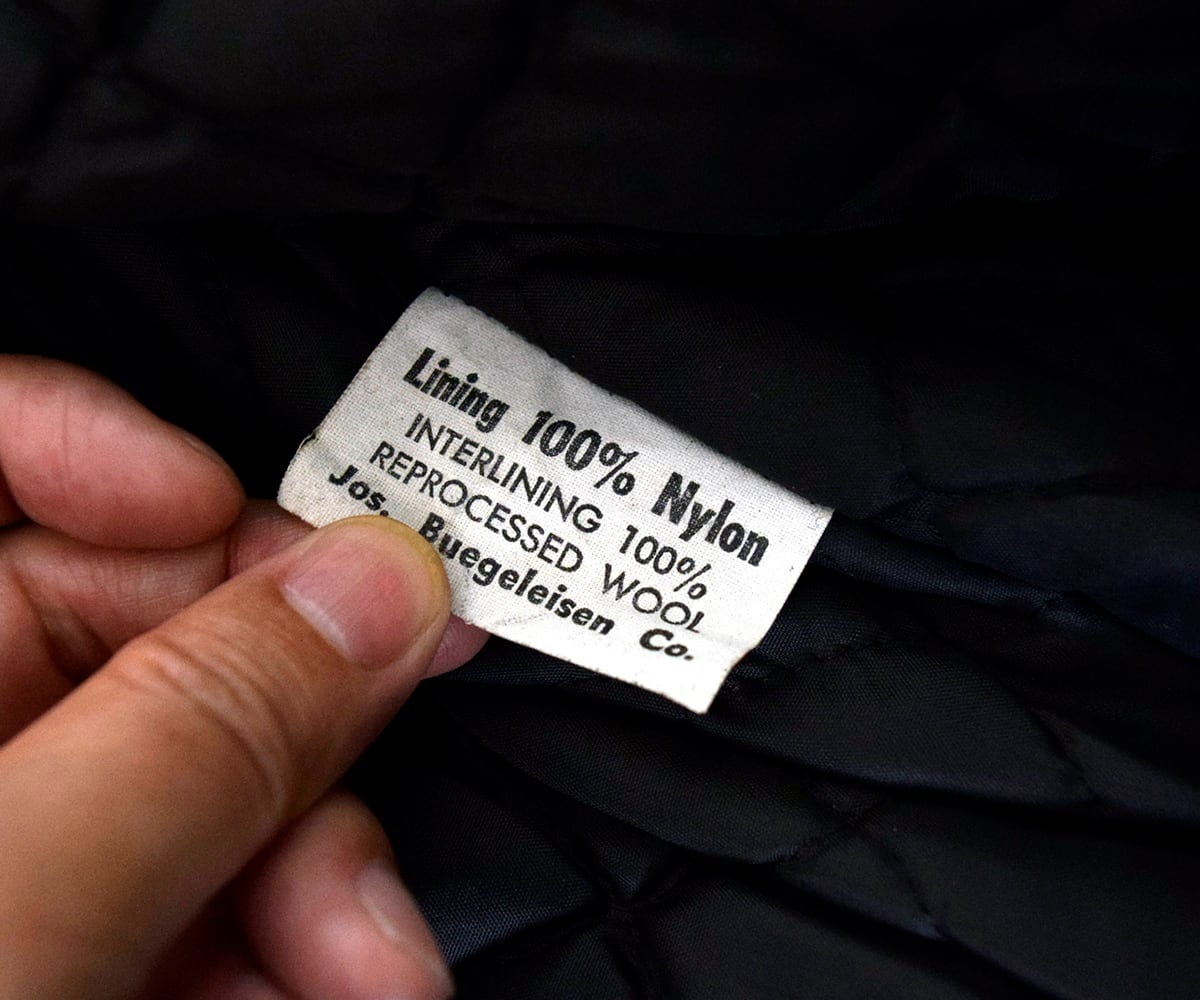 Lining 100% Nylon
INTERLINING 100%
REPROCESSED WOOL
Jos. Buegeleisen Co.